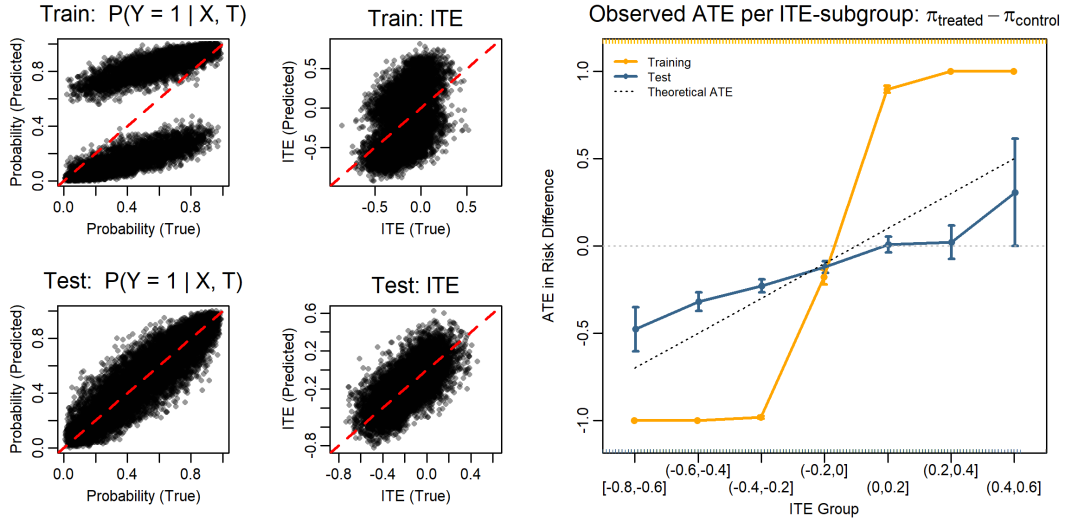 Train:  P(Y = 1 | X, T)
Probability (Predicted)
0.0 0.4 0.8
0.0 0.4 0.8
Probability (True)
Train: ITE
ITE (Predicted)
-0.5 0.0 0.5
-0.5 0.0 0.5
ITE (True)
Test:  P(Y = 1 | X, T)
Probability (Predicted)
0.0 0.4 0.8
0.0 0.4 0.8
Probability (True)
Test: ITE
ITE (Predicted)
-0.8 -0.2 0.2 0.6
-0.8 -0.4 0.0 0.4
ITE (True)
Observed ATE per ITE-subgroup: πtreated − πcontrol
Training
Test
Theoretical ATE
ATE in Risk Difference
-1.0 -0.5 0.0 0.5 1.0
(-0.6,-0.4] (-0.2,0] (0.2,0.4]
[-0.8,-0.6] (-0.4,-0.2] (0,0.2] (0.4,0.6]
ITE Group